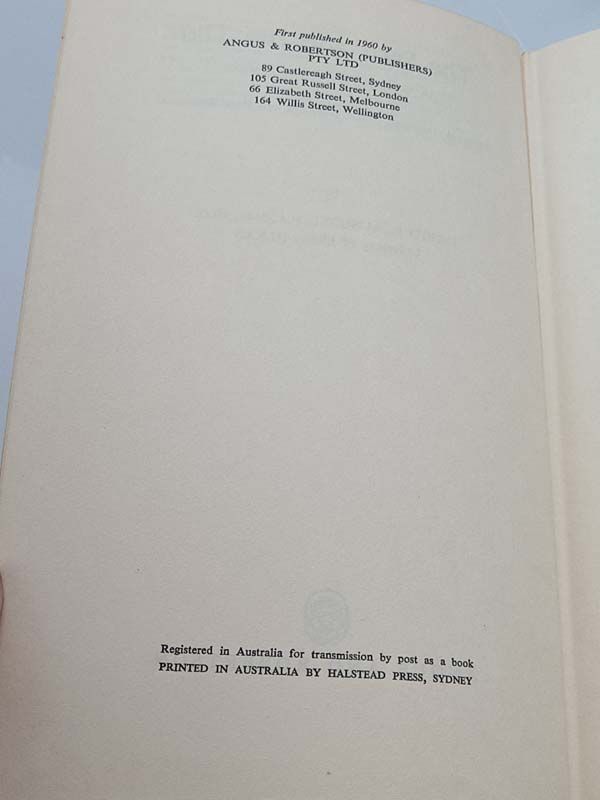 First published in 1960 by
ANGUS & ROBERTSON (PUBLISHERS)
PTY LTD
89 Castlereagh Street, Sydney
105 Great Russell Street, London
66 Elizabeth Street, Melbourne
164 Willis Street, Wellington
Registered in Australia for transmission by post as a book
PRINTED IN AUSTRALIA BY HALSTEAD PRESS, SYDNEY